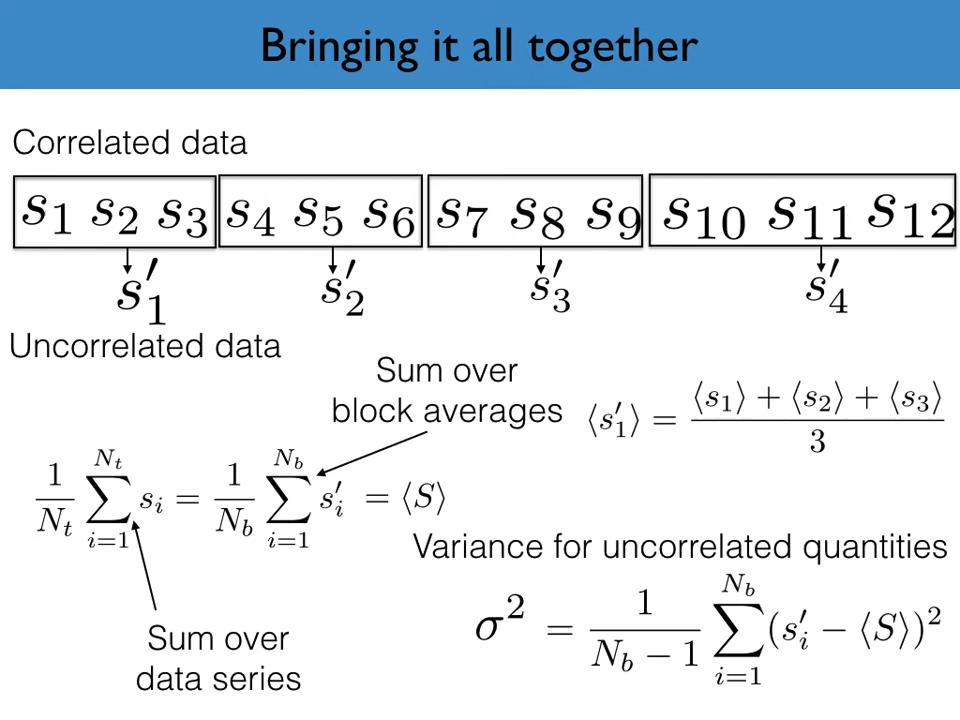 Bringing it all together
Correlated data
s₁ s₂ s₃ s₄ s₅ s₆ s₇ s₈ s₉ s₁₀ s₁₁ s₁₂
s′₁ s′₂ s′₃ s′₄
Uncorrelated data
Sum over
block averages
⟨s′₁⟩ = (⟨s₁⟩ + ⟨s₂⟩ + ⟨s₃⟩) / 3
1/N_t ∑_{i=1}^{N_t} s_i = 1/N_b ∑_{i=1}^{N_b} s′_i = ⟨S⟩
Variance for uncorrelated quantities
σ² = 1/(N_b − 1) ∑_{i=1}^{N_b} (s′_i − ⟨S⟩)²
Sum over
data series